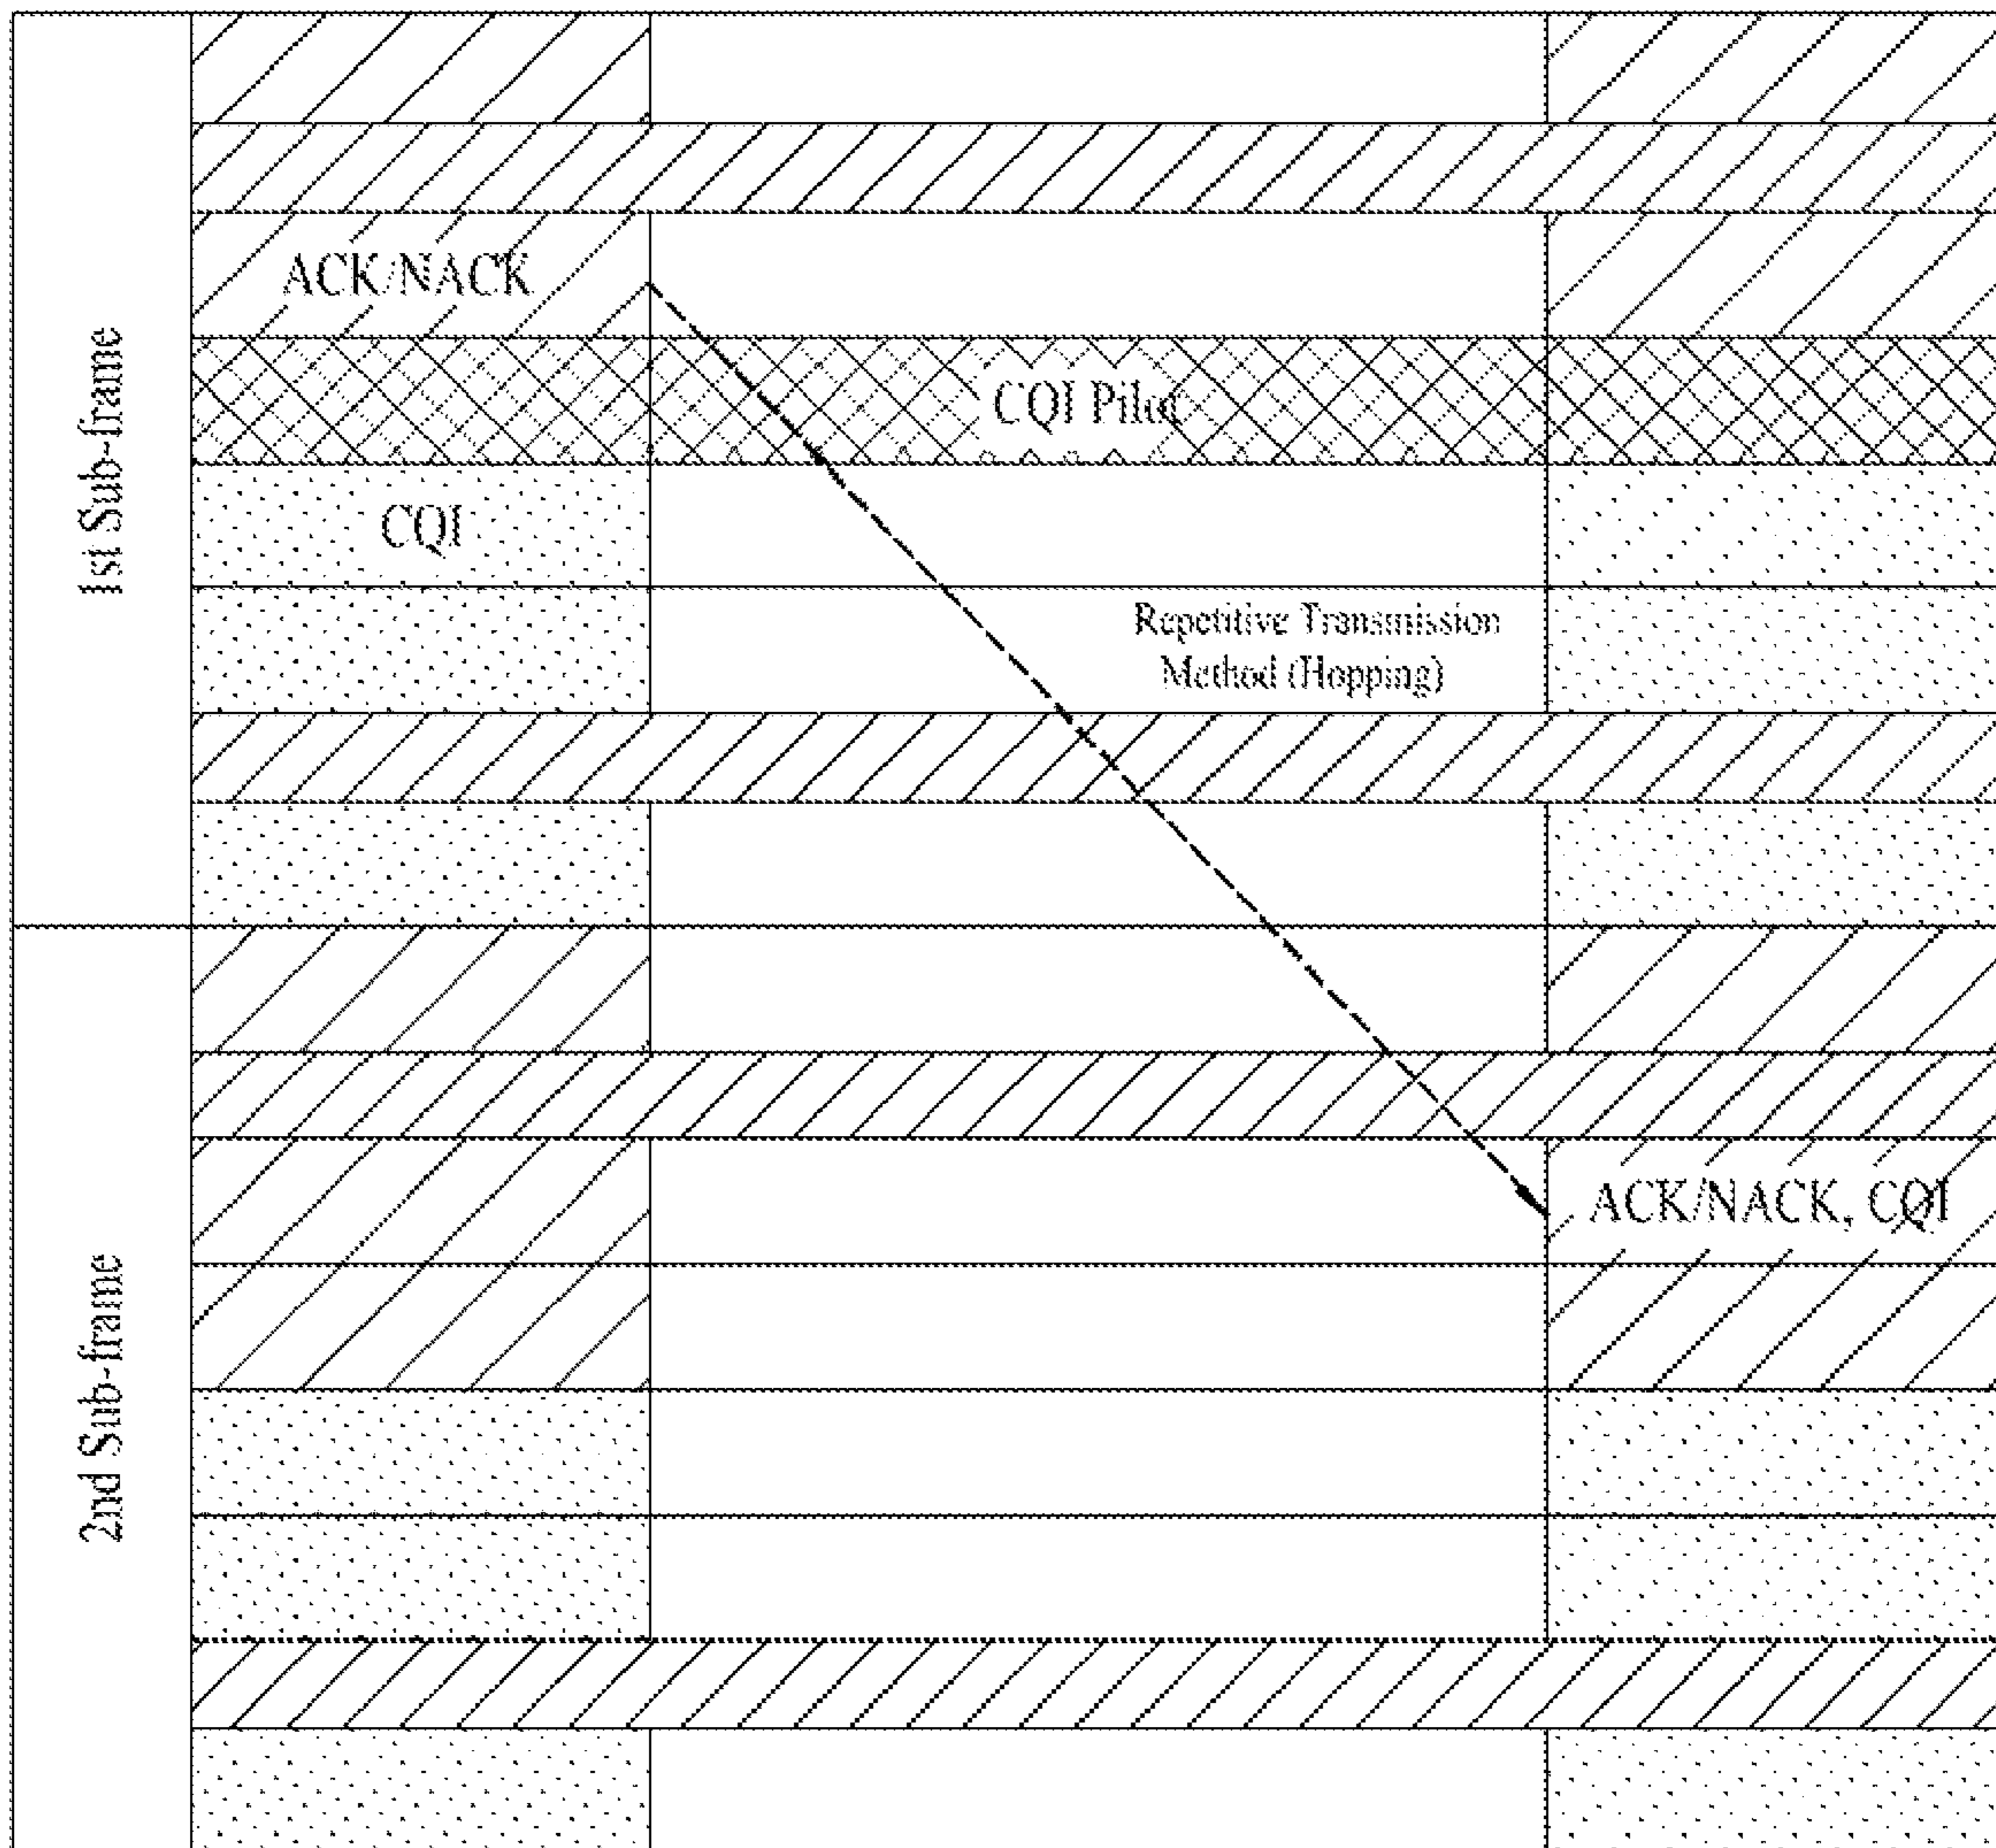 1st Sub-frame
ACK/NACK
CQI Pilot
CQI
Repetitive Transmission
Method (Hopping)
2nd Sub-frame
ACK/NACK, CQI